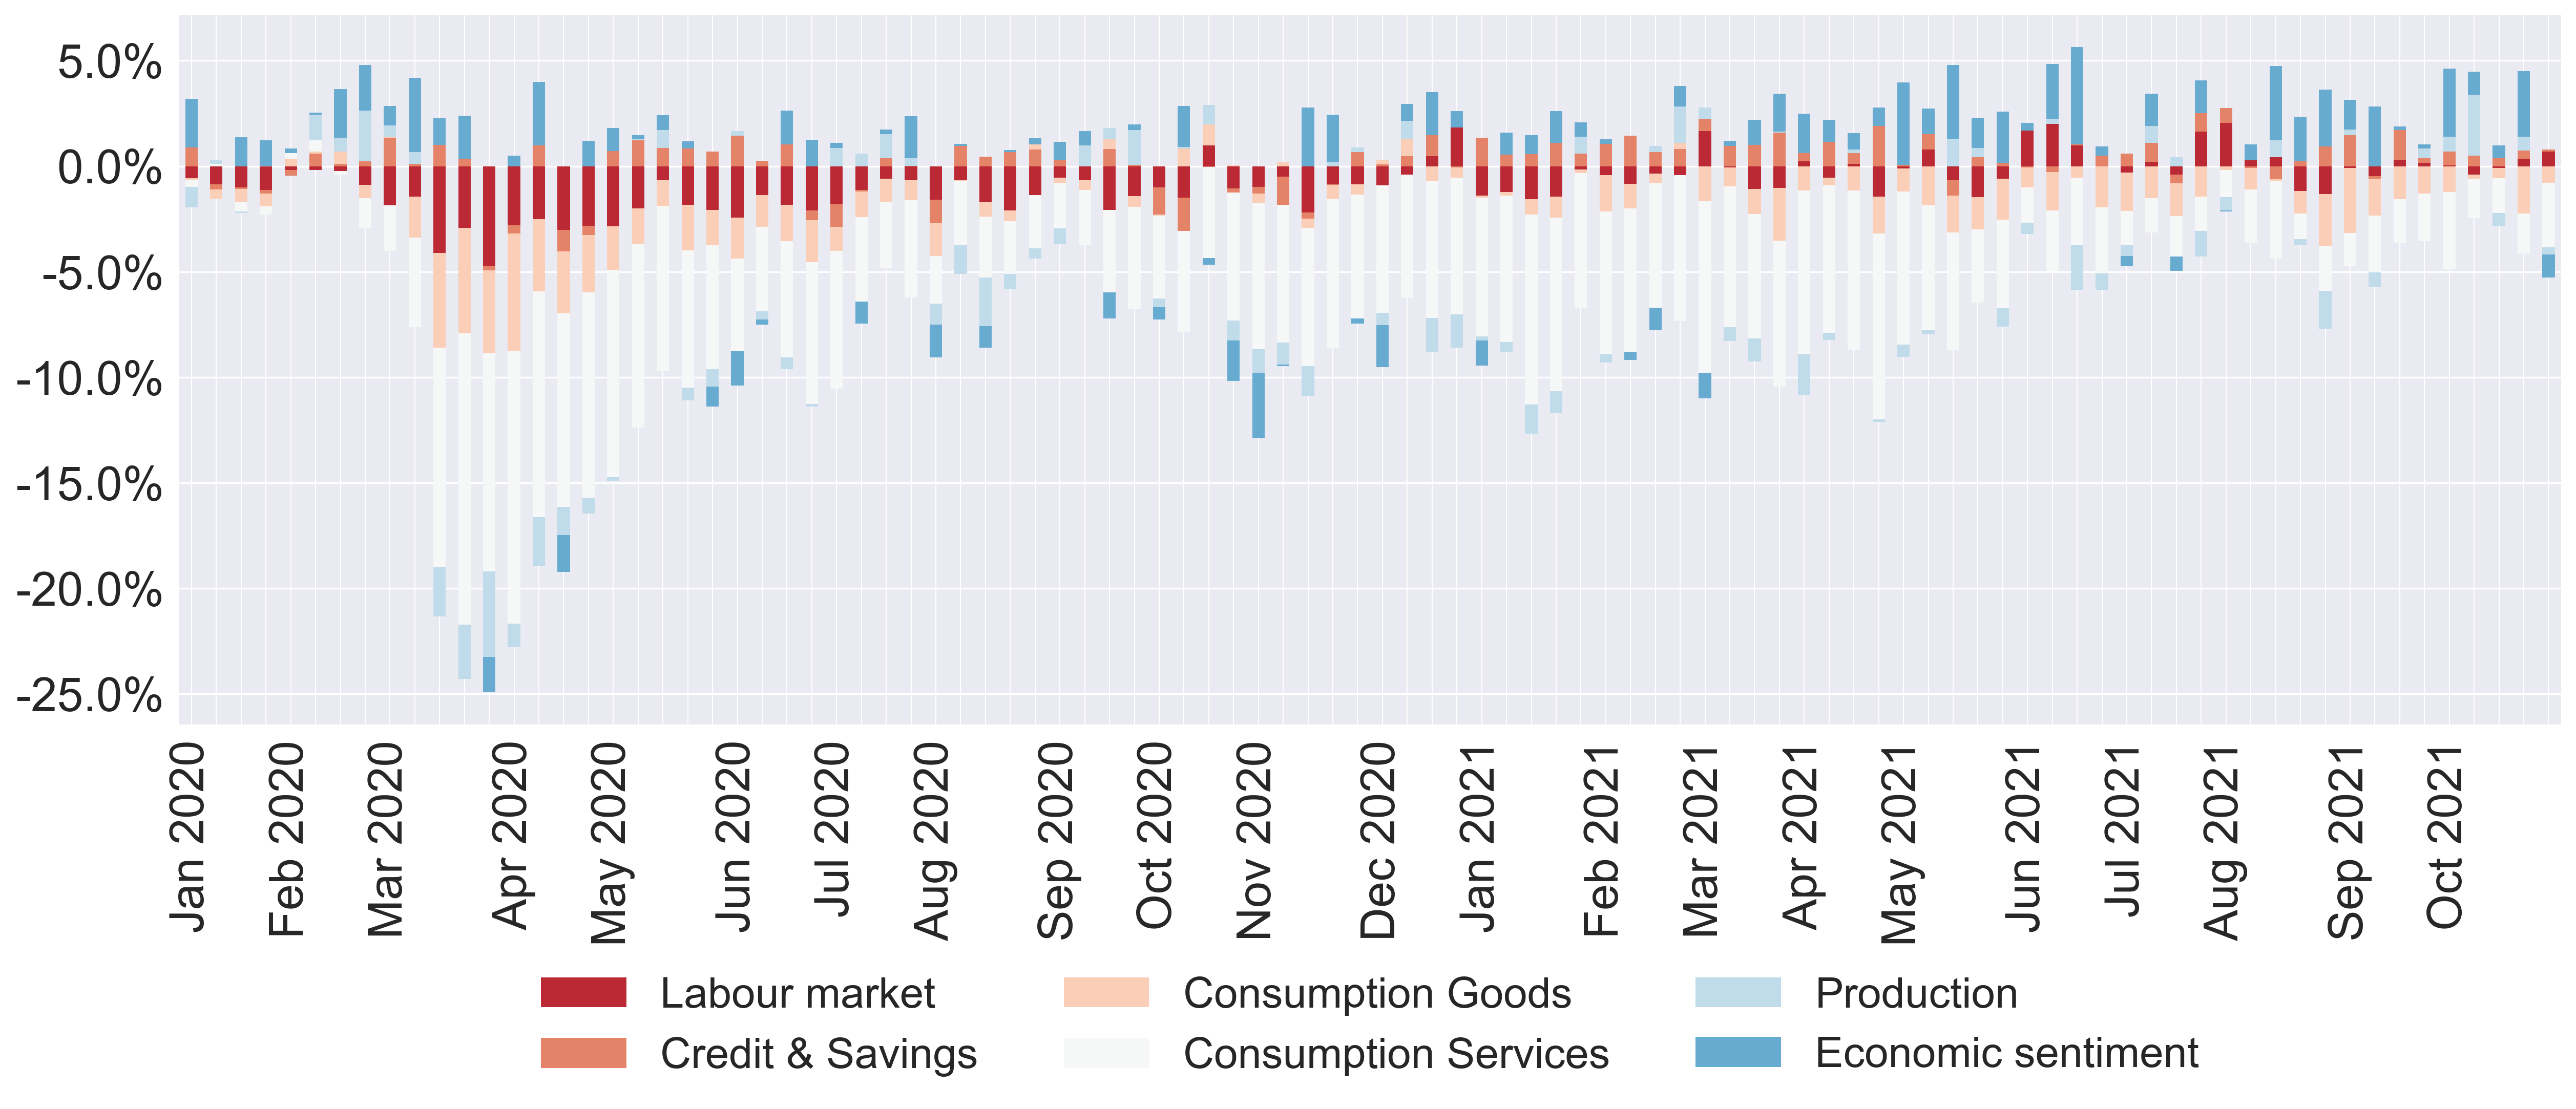 5.0%
0.0%
-5.0%
-10.0%
-15.0%
-20.0%
-25.0%
Jan 2020
Feb 2020
Mar 2020
Apr 2020
May 2020
Jun 2020
Jul 2020
Aug 2020
Sep 2020
Oct 2020
Nov 2020
Dec 2020
Jan 2021
Feb 2021
Mar 2021
Apr 2021
May 2021
Jun 2021
Jul 2021
Aug 2021
Sep 2021
Oct 2021
Labour market
Consumption Goods
Production
Credit & Savings
Consumption Services
Economic sentiment